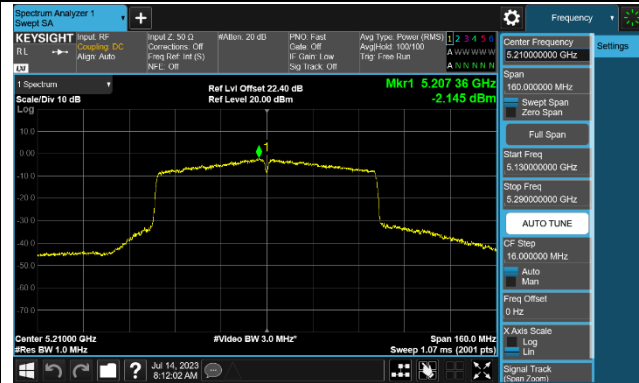 Spectrum Analyzer 1
Swept SA
Frequency
KEYSIGHT
RL
LXI
Input: RF
Coupling: DC
Align: Auto
Input Z: 50 Ω
Corrections: Off
Freq Ref: Int (S)
NFE: Off
#Atten: 20 dB
PNO: Fast
Gate: Off
IF Gain: Low
Sig Track: Off
Avg Type: Power (RMS)
Avg|Hold: 100/100
Trig: Free Run
1 2 3 4 5 6
A W W W W W
A N N N N N
Settings
Center Frequency
5.210000000 GHz
Span
160.000000 MHz
Swept Span
Zero Span
Full Span
Start Freq
5.130000000 GHz
Stop Freq
5.290000000 GHz
AUTO TUNE
CF Step
16.000000 MHz
Auto
Man
Freq Offset
0 Hz
X Axis Scale
Log
Lin
Signal Track
(Span Zoom)
1 Spectrum
Scale/Div 10 dB
Log
Ref Lvl Offset 22.40 dB
Ref Level 20.00 dBm
Mkr1 5.207 36 GHz
-2.145 dBm
1
10.0
0.00
-10.0
-20.0
-30.0
-40.0
-50.0
-60.0
-70.0
Center 5.21000 GHz
#Res BW 1.0 MHz
#Video BW 3.0 MHz*
Span 160.0 MHz
Sweep 1.07 ms (2001 pts)
?
Jul 14, 2023
8:12:02 AM